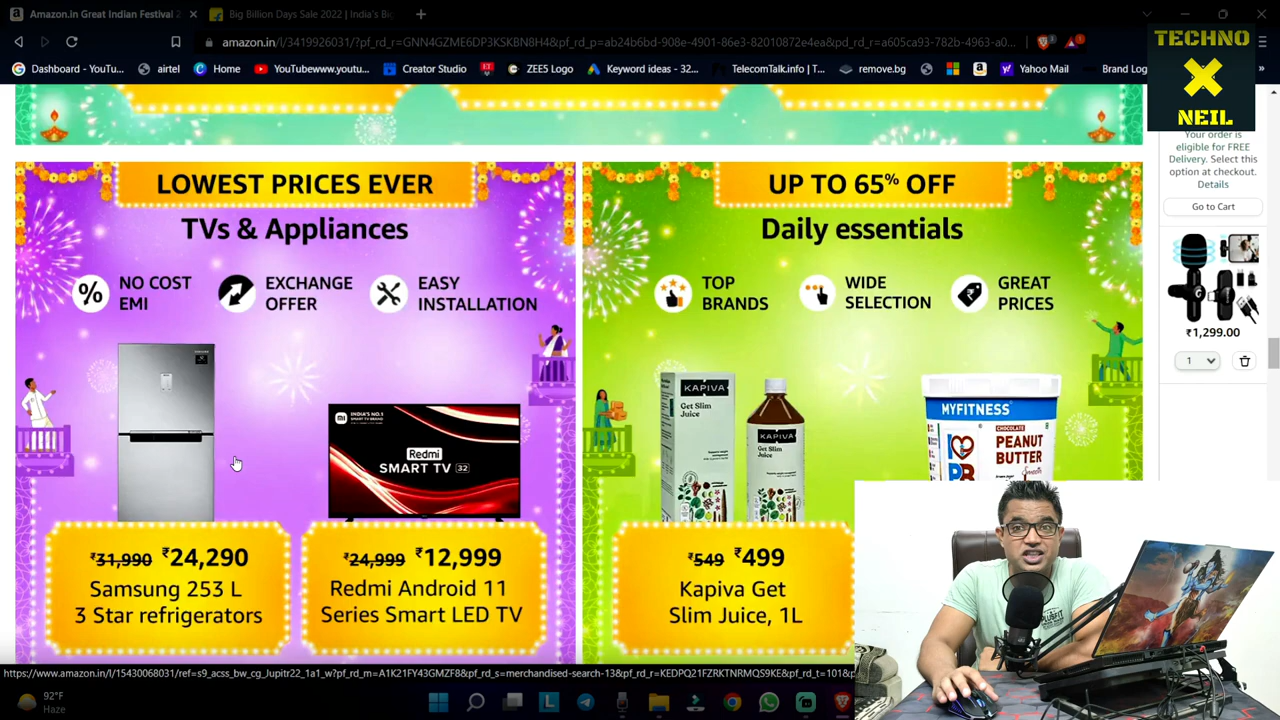 Amazon.in Great Indian Festival 2
Big Billion Days Sale 2022 | India's Bi
amazon.in/l/3419926031/?pf_rd_r=GNN4GZME6DP3KSKBN8H4&pf_rd_p=ab24b6bd-908e-4901-86e3-82010872e4ea&pd_rd_r=a605ca93-782b-4963-a0...
Dashboard - YouTu...
airtel
Home
YouTubewww.youtu...
Creator Studio
ZEES Logo
Keyword ideas - 32...
TelecomTalk.info | T...
remove.bg
Yahoo Mail
Brand Log
TECHNO
X
NEIL
Your order is
eligible for FREE
Delivery. Select this
option at checkout.
Details
Go to Cart
₹1,299.00
1
LOWEST PRICES EVER
TVs & Appliances
NO COST
EMI
EXCHANGE
OFFER
EASY
INSTALLATION
Redmi
SMART TV 32
₹31,990 ₹24,290
Samsung 253 L
3 Star refrigerators
₹24,999 ₹12,999
Redmi Android 11
Series Smart LED TV
UP TO 65% OFF
Daily essentials
TOP
BRANDS
WIDE
SELECTION
GREAT
PRICES
KAPIVA
Get Slim
Juice
KAPIVA
Get Slim
Juice
MYFITNESS
CHOCOLATE
PEANUT
BUTTER
₹549 ₹499
Kapiva Get
Slim Juice, 1L
https://www.amazon.in/l/15430068031/ref=s9_acss_bw_cg_Jupitr22_1a1_w?pf_rd_m=A1K21FY43GMZF8&pf_rd_s=merchandised-search-13&pf_rd_r=KEDPQ21FZRKTNRMQS9KE&pf_rd_t=101&p
92°F
Haze